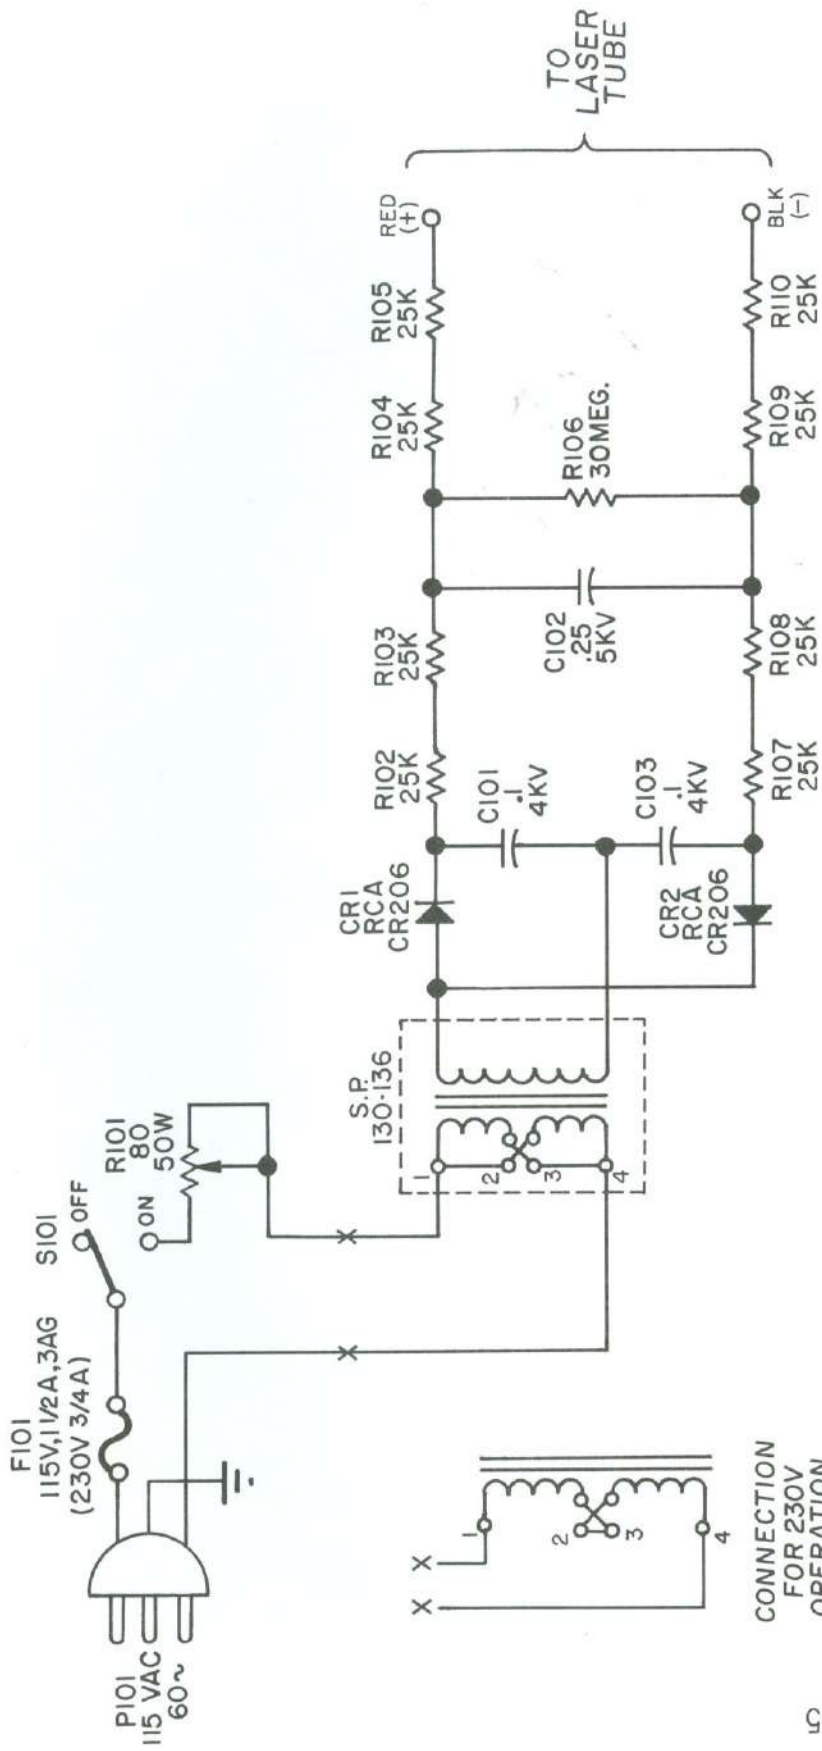 F101
115V,1 1/2A,3AG
(230V 3/4A)
S101
OFF
ON
R101
80
50W
P101
115 VAC
60~
S.P.
130-136
1
2
3
4
CR1
RCA
CR206
R102
25K
R103
25K
R104
25K
R105
25K
RED
(+)
C101
.1
4KV
C102
.25
5KV
R106
30MEG.
TO
LASER
TUBE
C103
.1
4KV
CR2
RCA
CR206
R107
25K
R108
25K
R109
25K
R110
25K
BLK
(-)
X
X
1
2
3
4
CONNECTION
FOR 230V
OPERATION
5